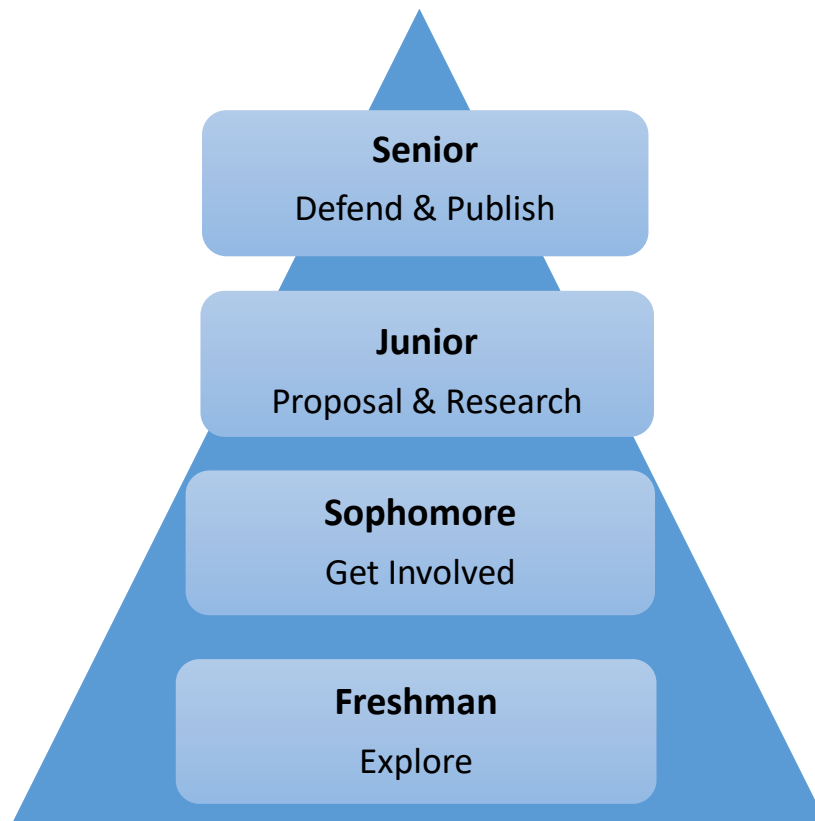 Senior
Defend & Publish
Junior
Proposal & Research
Sophomore
Get Involved
Freshman
Explore